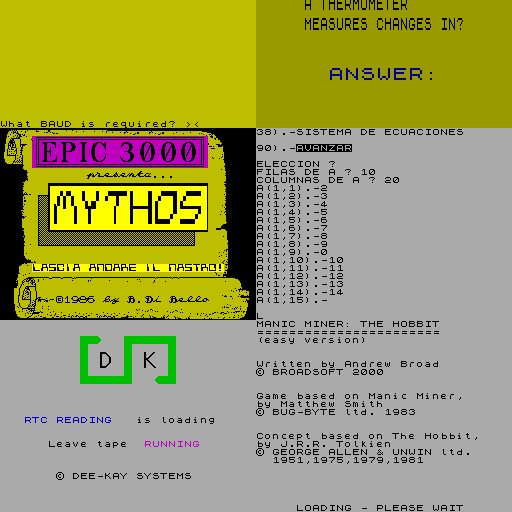 A THERMOMETER
MEASURES CHANGES IN?
ANSWER:
What BAUD is required? ><
EPIC 3000
presenta...
MYTHOS
LASCIA ANDARE IL NASTRO!
©1986 by B.Di Bello
38).-SISTEMA DE ECUACIONES
90).-AVANZAR
ELECCION ?
FILAS DE A ? 10
COLUMNAS DE A ? 20
A(1,1).-2
A(1,2).-3
A(1,3).-4
A(1,4).-5
A(1,5).-6
A(1,6).-7
A(1,7).-8
A(1,8).-9
A(1,9).-0
A(1,10).-10
A(1,11).-11
A(1,12).-12
A(1,13).-13
A(1,14).-14
A(1,15).-
L
D K
RTC READING is loading
Leave tape RUNNING
© DEE-KAY SYSTEMS
MANIC MINER: THE HOBBIT
=======================
(easy version)
Written by Andrew Broad
© BROADSOFT 2000
Game based on Manic Miner,
by Matthew Smith
© BUG-BYTE ltd. 1983
Concept based on The Hobbit,
by J.R.R. Tolkien
© GEORGE ALLEN & UNWIN ltd.
1951,1975,1979,1981
LOADING - PLEASE WAIT